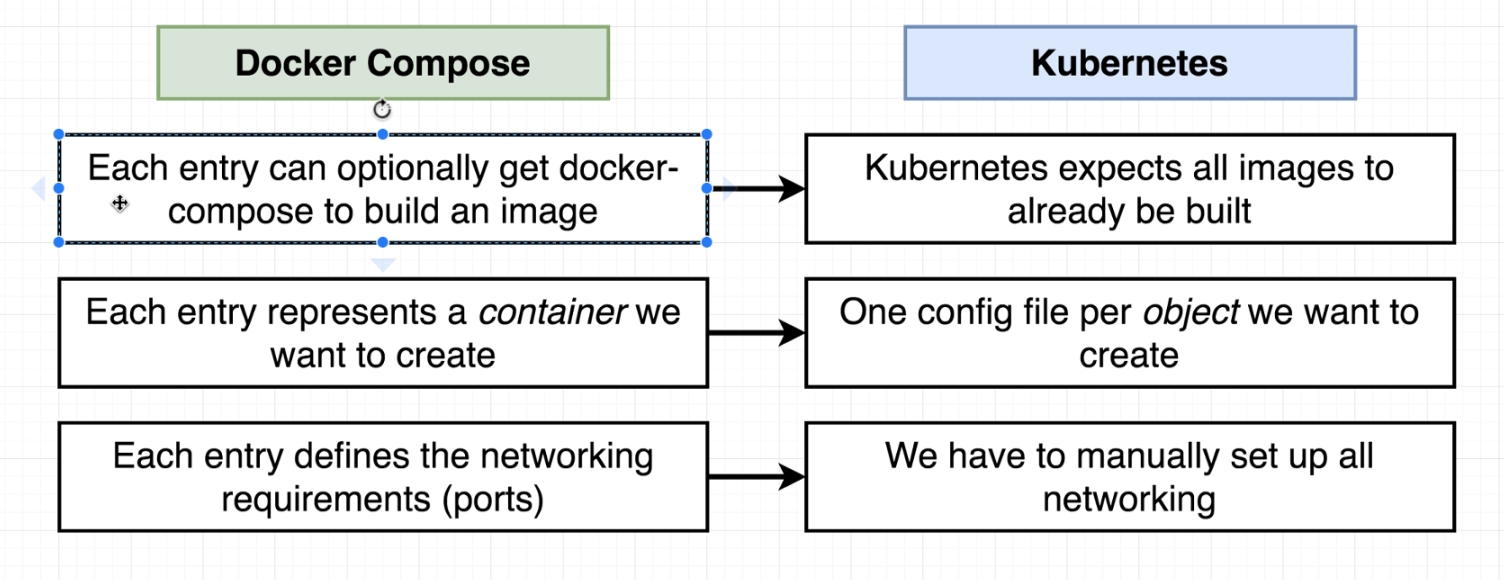 Docker Compose
Kubernetes
Each entry can optionally get docker-
compose to build an image
Kubernetes expects all images to
already be built
Each entry represents a container we
want to create
One config file per object we want to
create
Each entry defines the networking
requirements (ports)
We have to manually set up all
networking